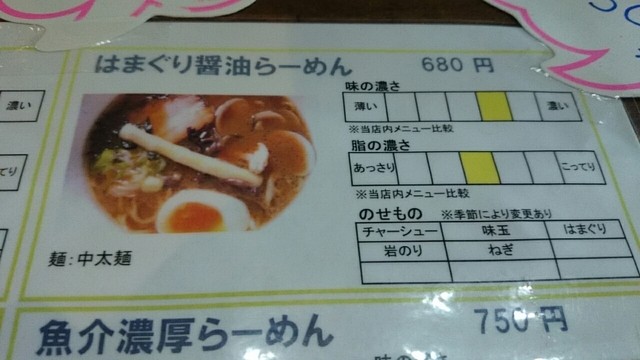 はまぐり醤油らーめん 680 円
味の濃さ
薄い 濃い
※当店内メニュー比較
脂の濃さ
あっさり こってり
※当店内メニュー比較
のせもの ※季節により変更あり
チャーシュー 味玉 はまぐり
岩のり ねぎ
麺：中太麺
濃い
魚介濃厚らーめん 750 円